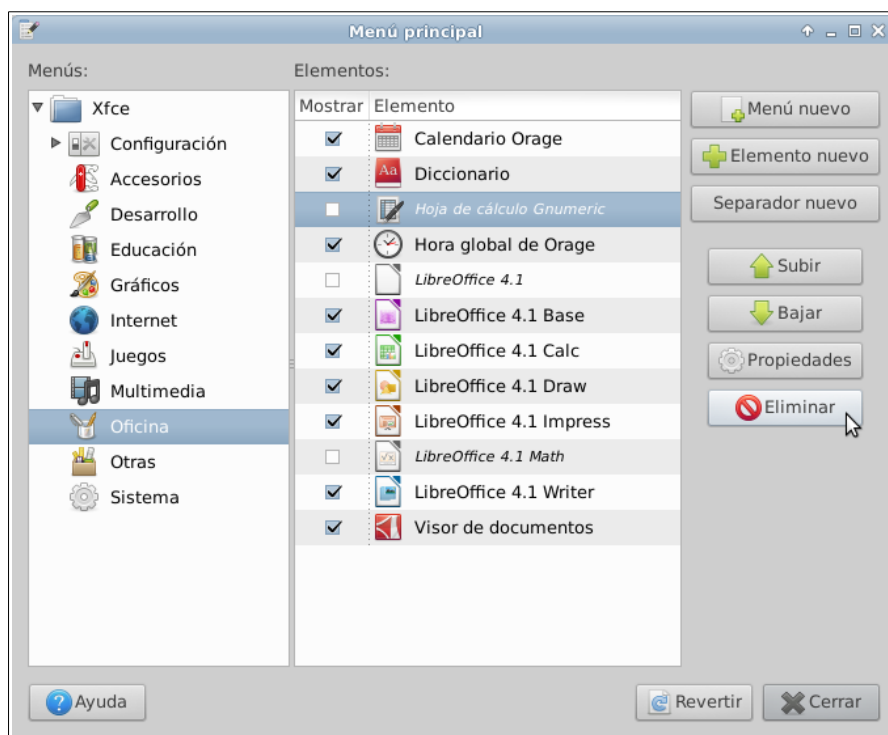 Menú principal
Menús:
Elementos:
Xfce
Configuración
Accesorios
Desarrollo
Educación
Gráficos
Internet
Juegos
Multimedia
Oficina
Otras
Sistema
Mostrar Elemento
Calendario Orage
Aa Diccionario
Hoja de cálculo Gnumeric
Hora global de Orage
LibreOffice 4.1
LibreOffice 4.1 Base
LibreOffice 4.1 Calc
LibreOffice 4.1 Draw
LibreOffice 4.1 Impress
LibreOffice 4.1 Math
LibreOffice 4.1 Writer
Visor de documentos
Menú nuevo
Elemento nuevo
Separador nuevo
Subir
Bajar
Propiedades
Eliminar
Ayuda
Revertir
Cerrar